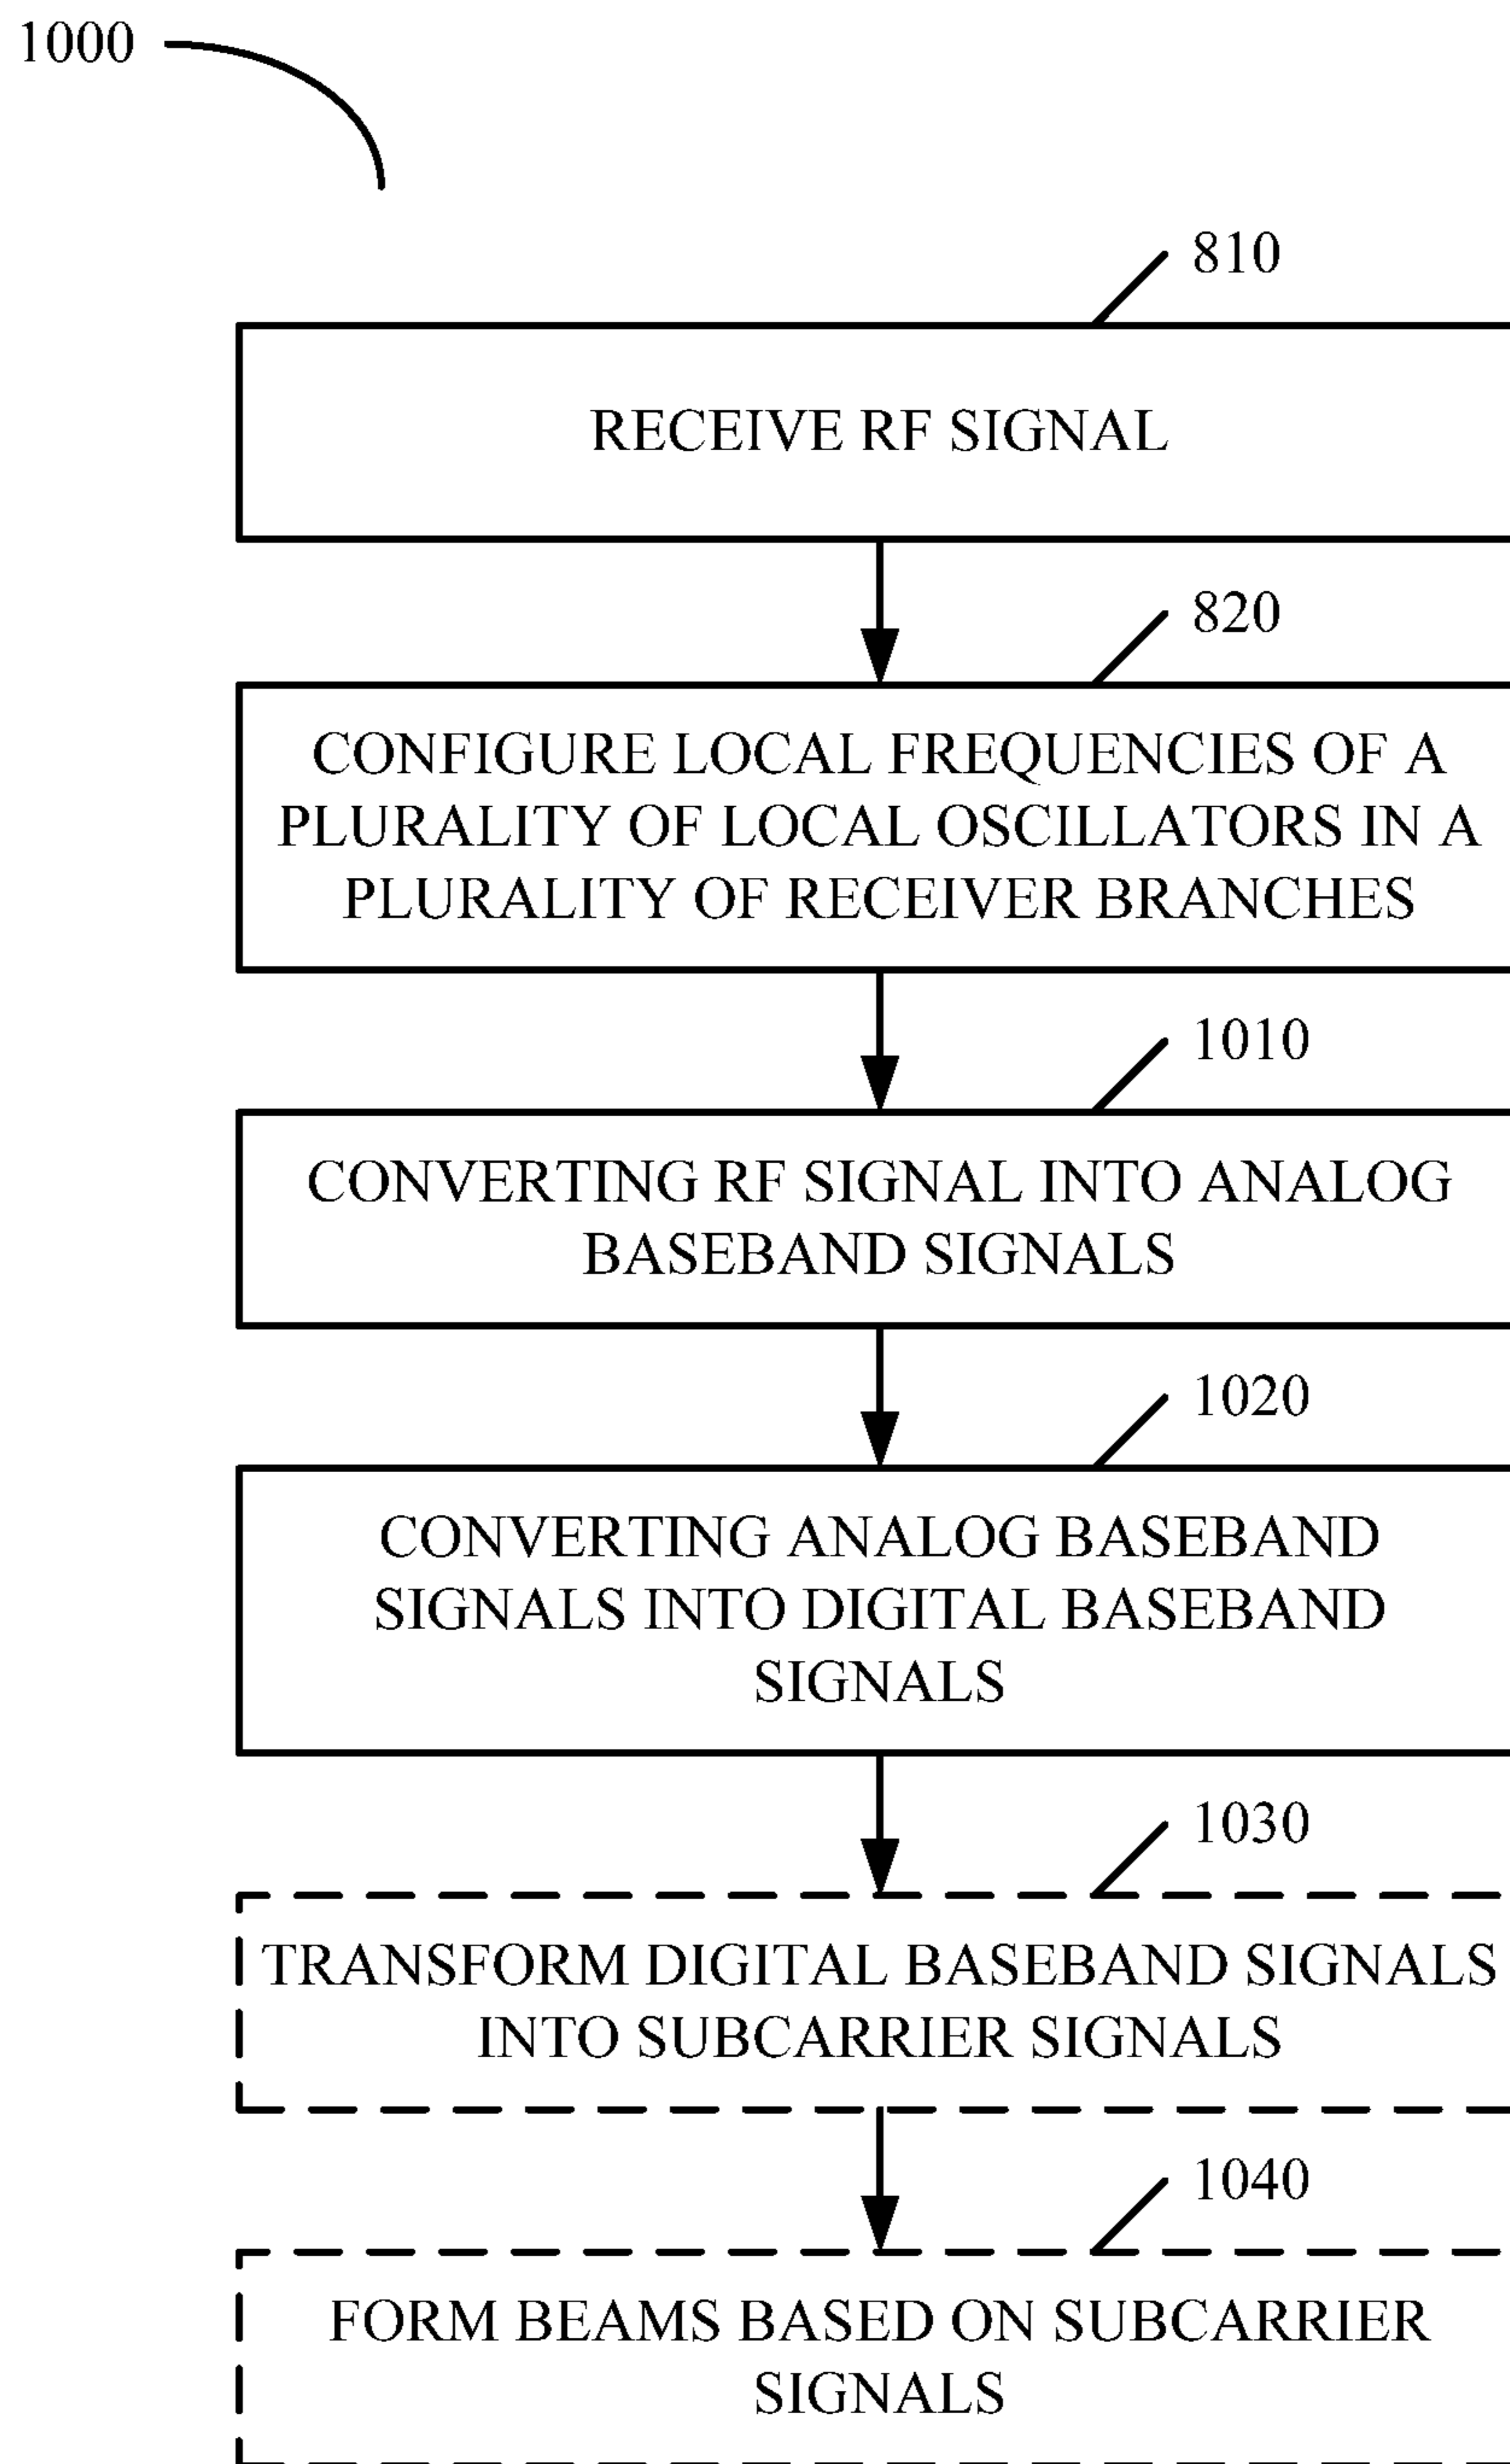 1000
810
RECEIVE RF SIGNAL
820
CONFIGURE LOCAL FREQUENCIES OF A
PLURALITY OF LOCAL OSCILLATORS IN A
PLURALITY OF RECEIVER BRANCHES
1010
CONVERTING RF SIGNAL INTO ANALOG
BASEBAND SIGNALS
1020
CONVERTING ANALOG BASEBAND
SIGNALS INTO DIGITAL BASEBAND
SIGNALS
1030
TRANSFORM DIGITAL BASEBAND SIGNALS
INTO SUBCARRIER SIGNALS
1040
FORM BEAMS BASED ON SUBCARRIER
SIGNALS